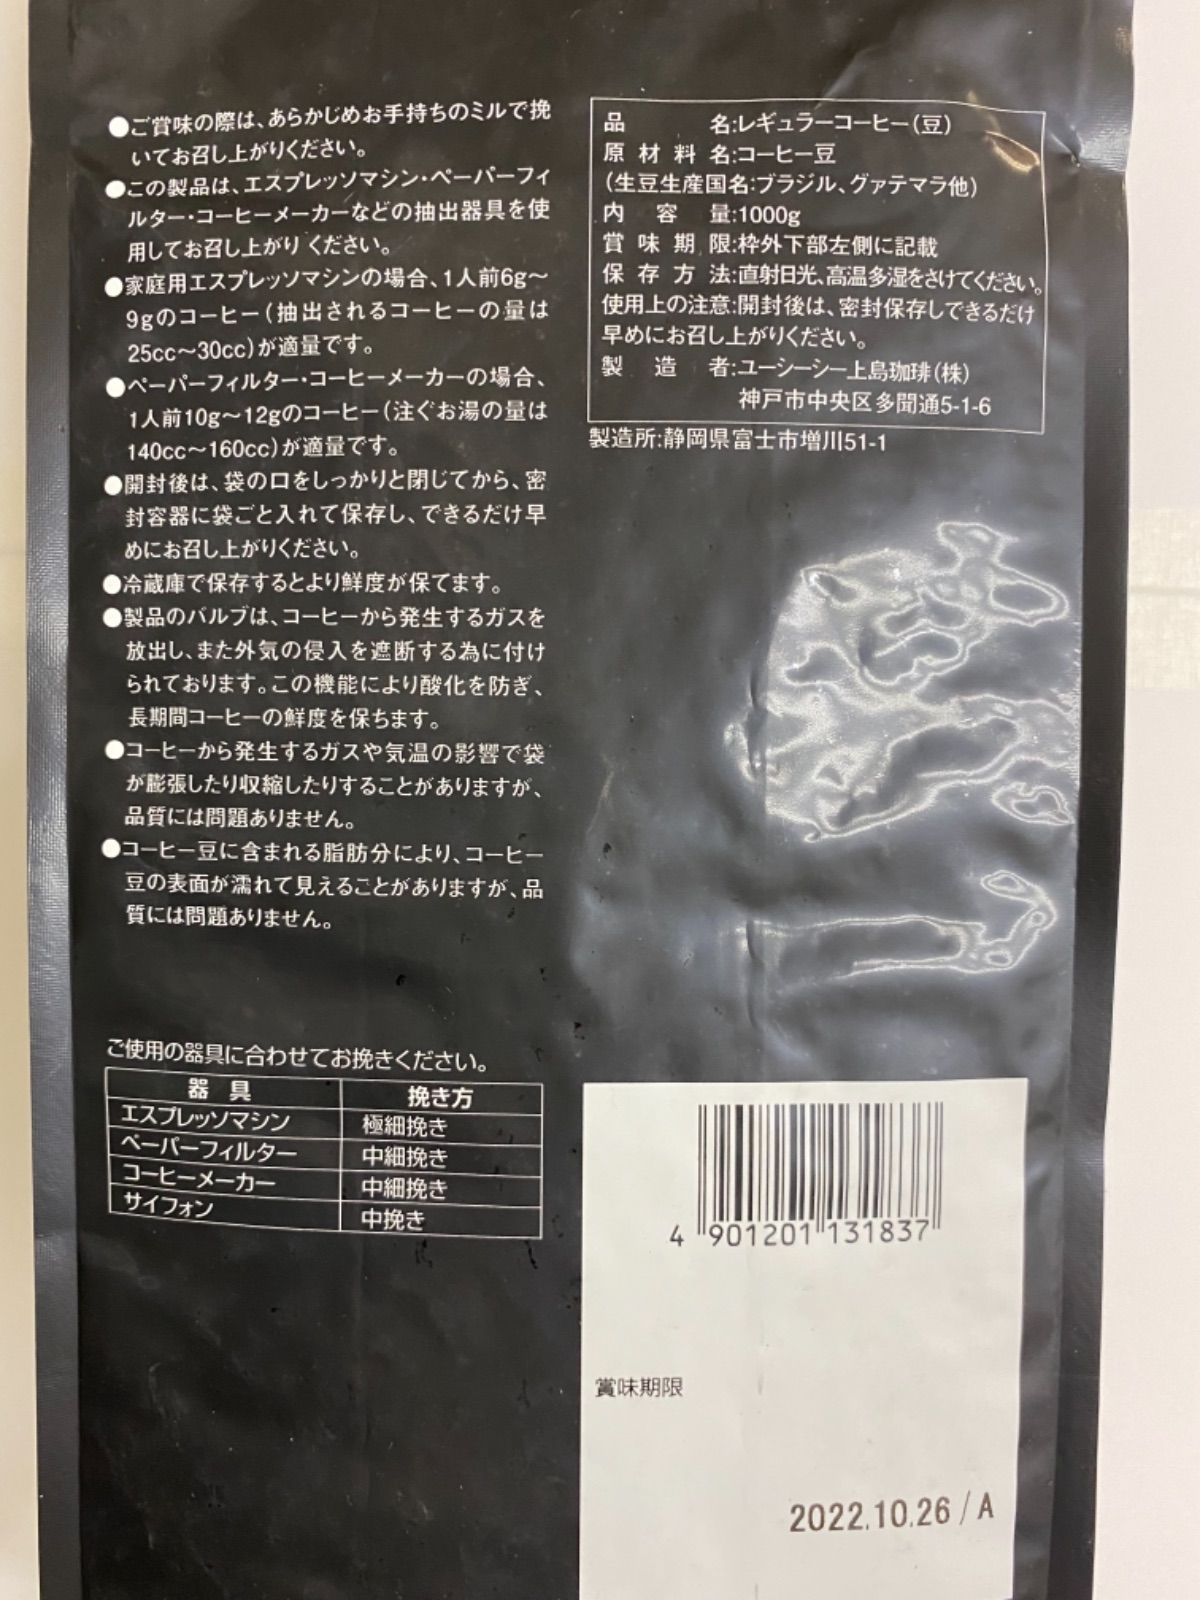 ●ご賞味の際は、あらかじめお手持ちのミルで挽
いてお召し上がりください。
●この製品は、エスプレッソマシン・ペーパーフィ
ルター・コーヒーメーカーなどの抽出器具を使
用してお召し上がりください。
●家庭用エスプレッソマシンの場合、1人前6g〜
9gのコーヒー(抽出されるコーヒーの量は
25cc〜30cc)が適量です。
●ペーパーフィルター・コーヒーメーカーの場合、
1人前10g〜12gのコーヒー(注ぐお湯の量は
140cc〜160cc)が適量です。
●開封後は、袋の口をしっかりと閉じてから、密
封容器に袋ごと入れて保存し、できるだけ早
めにお召し上がりください。
●冷蔵庫で保存するとより鮮度が保てます。
●製品のバルブは、コーヒーから発生するガスを
放出し、また外気の侵入を遮断する為に付け
られております。この機能により酸化を防ぎ、
長期間コーヒーの鮮度を保ちます。
●コーヒーから発生するガスや気温の影響で袋
が膨張したり収縮したりすることがありますが、
品質には問題ありません。
●コーヒー豆に含まれる脂肪分により、コーヒー
豆の表面が濡れて見えることがありますが、品
質には問題ありません。
ご使用の器具に合わせてお挽きください。
器具 挽き方
エスプレッソマシン 極細挽き
ペーパーフィルター 中細挽き
コーヒーメーカー 中細挽き
サイフォン 中挽き
品名:レギュラーコーヒー(豆)
原材料名:コーヒー豆
(生豆生産国名:ブラジル、グァテマラ他)
内容量:1000g
賞味期限:枠外下部左側に記載
保存方法:直射日光、高温多湿をさけてください。
使用上の注意:開封後は、密封保存しできるだけ
早めにお召し上がりください。
製造者:ユーシーシー上島珈琲(株)
神戸市中央区多聞通5-1-6
製造所:静岡県富士市増川51-1
4 901201 131837
賞味期限
2022.10.26/A